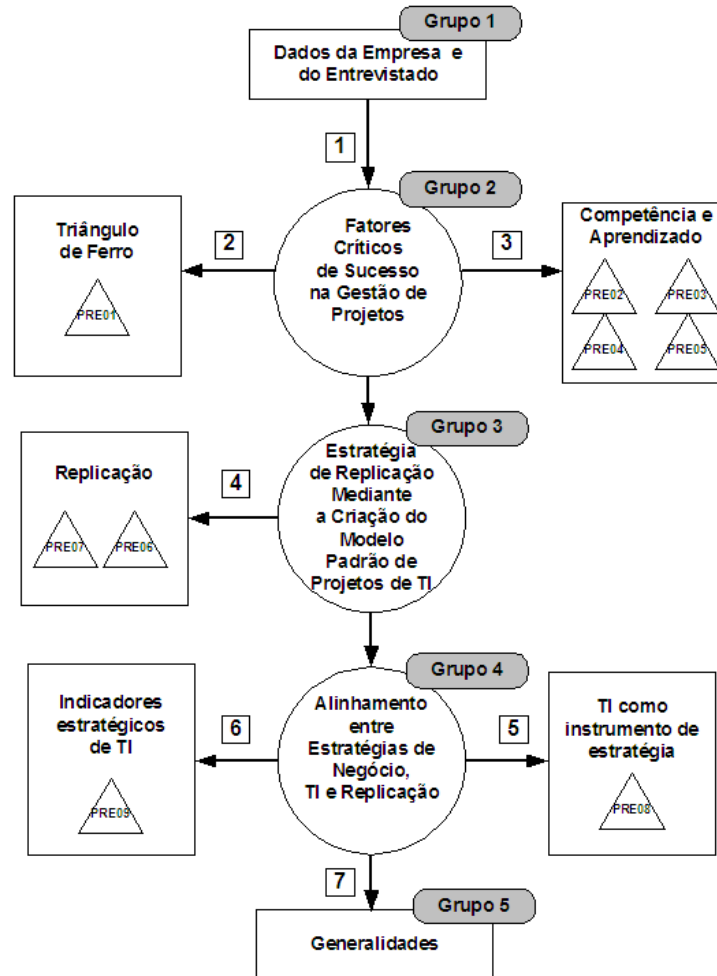 Grupo 1
Dados da Empresa e
do Entrevistado
1
Grupo 2
Fatores
Críticos
de Sucesso
na Gestão de
Projetos
2
Triângulo
de Ferro
PRE01
3
Competência e
Aprendizado
PRE02 PRE03
PRE04 PRE05
Grupo 3
Estratégia
de Replicação
Mediante
a Criação do
Modelo
Padrão de
Projetos de TI
4
Replicação
PRE07 PRE06
Grupo 4
Alinhamento
entre
Estratégias de
Negócio,
TI e Replicação
6
Indicadores
estratégicos
de TI
PRE09
5
TI como
instrumento de
estratégia
PRE08
7
Grupo 5
Generalidades